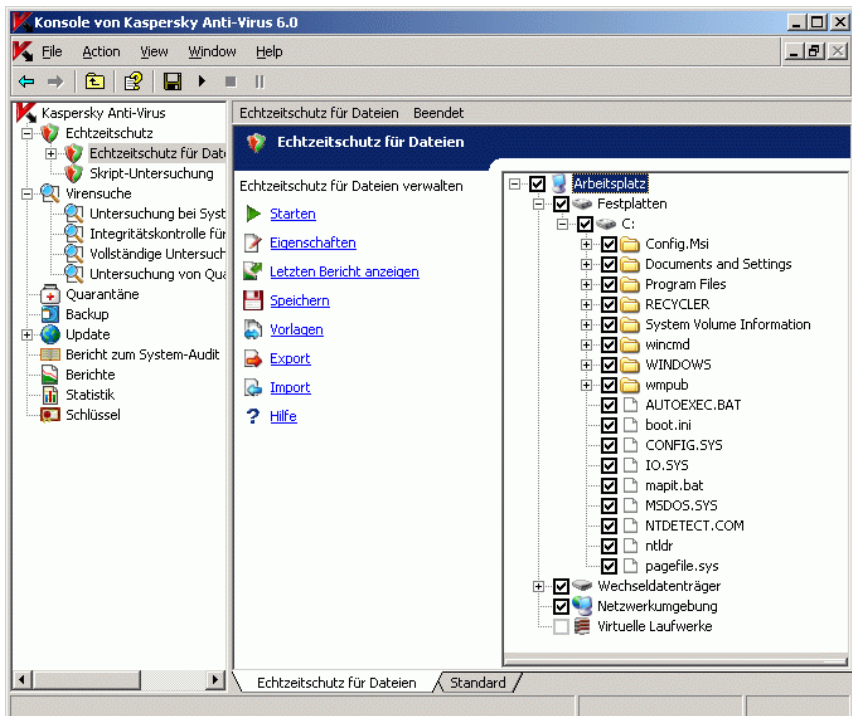 Konsole von Kaspersky Anti-Virus 6.0
File Action View Window Help
Kaspersky Anti-Virus
Echtzeitschutz
Echtzeitschutz für Dat
Skript-Untersuchung
Virensuche
Untersuchung bei Syst
Integritätskontrolle für
Vollständige Untersuch
Untersuchung von Qua
Quarantäne
Backup
Update
Bericht zum System-Audit
Berichte
Statistik
Schlüssel
Echtzeitschutz für Dateien Beendet
Echtzeitschutz für Dateien
Echtzeitschutz für Dateien verwalten
Starten
Eigenschaften
Letzten Bericht anzeigen
Speichern
Vorlagen
Export
Import
Hilfe
Arbeitsplatz
Festplatten
C:
Config.Msi
Documents and Settings
Program Files
RECYCLER
System Volume Information
wincmd
WINDOWS
wmpub
AUTOEXEC.BAT
boot.ini
CONFIG.SYS
IO.SYS
mapit.bat
MSDOS.SYS
NTDETECT.COM
ntldr
pagefile.sys
Wechseldatenträger
Netzwerkumgebung
Virtuelle Laufwerke
Echtzeitschutz für Dateien Standard